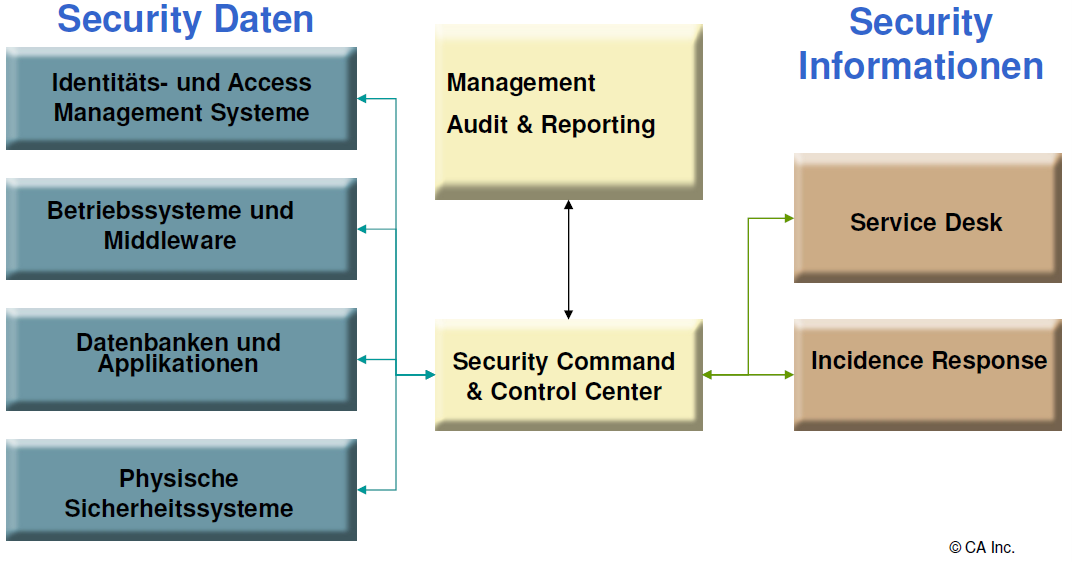 Security Daten
Identitäts- und Access
Management Systeme
Betriebssysteme und
Middleware
Datenbanken und
Applikationen
Physische
Sicherheitssysteme
Management
Audit & Reporting
Security Command
& Control Center
Security
Informationen
Service Desk
Incidence Response
© CA Inc.